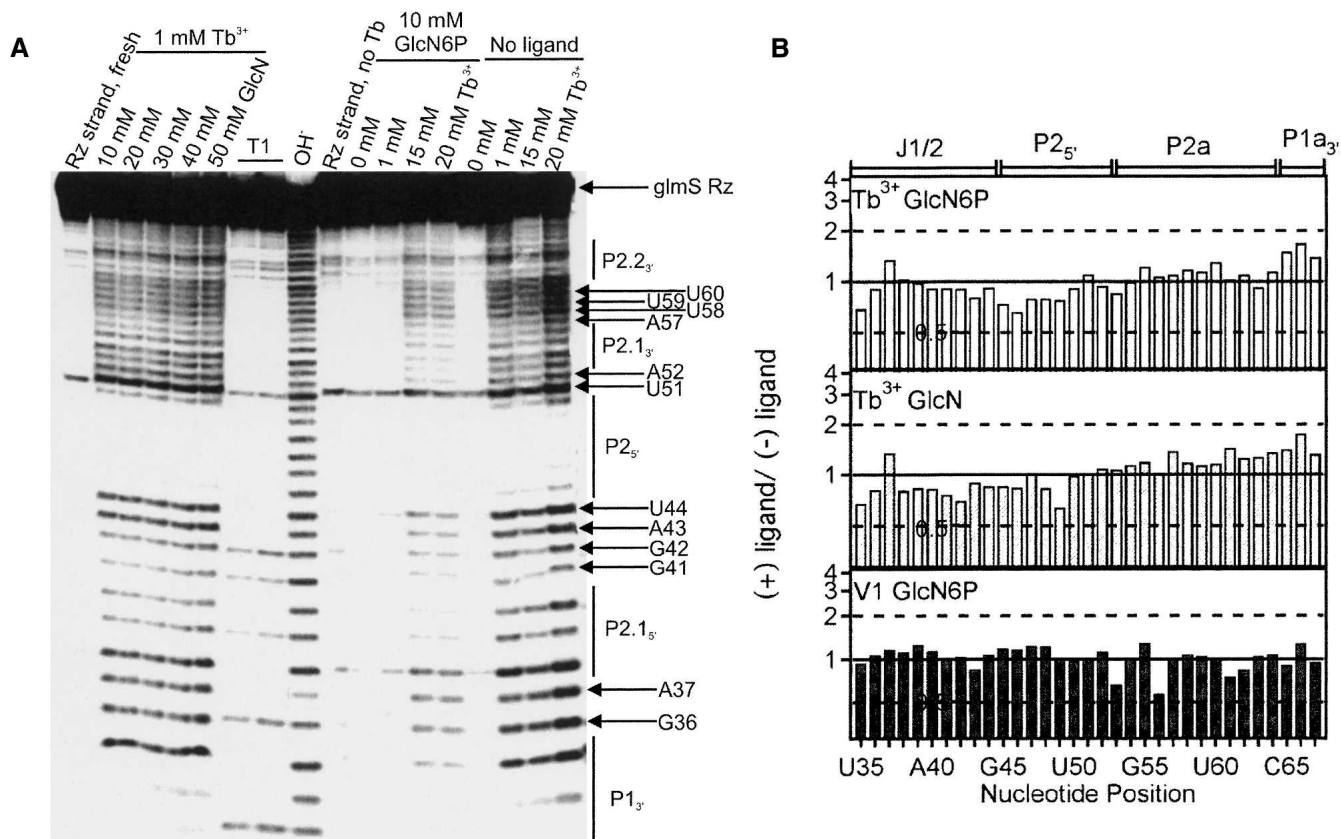 A
1 mM Tb³⁺
10 mM
GlcN6P
No ligand
Rz strand, fresh
10 mM
20 mM
30 mM
40 mM
50 mM GlcN
T1
OH⁻
Rz strand, no Tb
0 mM
1 mM
15 mM
20 mM Tb³⁺
0 mM
1 mM
15 mM
20 mM Tb³⁺
glmS Rz
P2.2₃'
U60
U59
U58
A57
P2.1₃'
A52
U51
P2₅'
U44
A43
G42
G41
P2.1₅'
A37
G36
P1₃'
B
J1/2 P2₅' P2a P1a₃'
(+) ligand/ (-) ligand
4
Tb³⁺ GlcN6P
3
2
1
0.5
4
Tb³⁺ GlcN
3
2
1
0.5
4
V1 GlcN6P
3
2
1
U35 A40 G45 U50 G55 U60 C65
Nucleotide Position